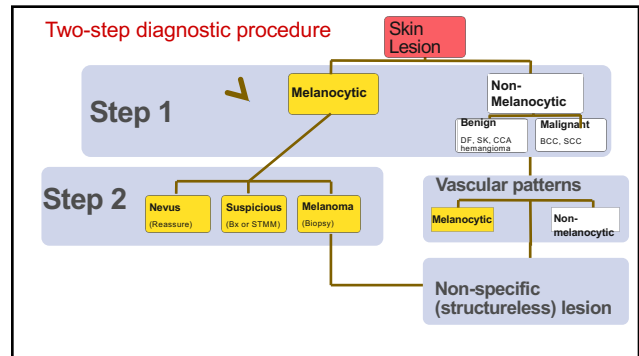 Two-step diagnostic procedure
Skin
Lesion
Step 1
Melanocytic
Non-
Melanocytic
Benign
DF, SK, CCA
hemangioma
Malignant
BCC, SCC
Step 2
Nevus
(Reassure)
Suspicious
(Bx or STMM)
Melanoma
(Biopsy)
Vascular patterns
Melanocytic
Non-
melanocytic
Non-specific
(structureless) lesion